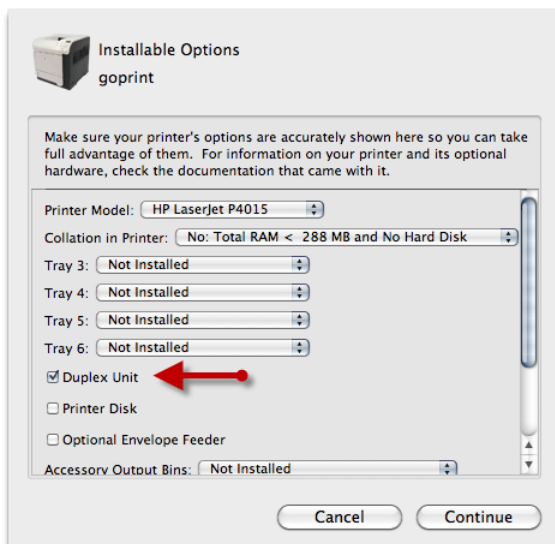 Installable Options
goprint
Make sure your printer's options are accurately shown here so you can take
full advantage of them. For information on your printer and its optional
hardware, check the documentation that came with it.
Printer Model: HP LaserJet P4015
Collation in Printer: No: Total RAM < 288 MB and No Hard Disk
Tray 3: Not Installed
Tray 4: Not Installed
Tray 5: Not Installed
Tray 6: Not Installed
Duplex Unit
Printer Disk
Optional Envelope Feeder
Accessory Output Bins: Not Installed
Cancel Continue